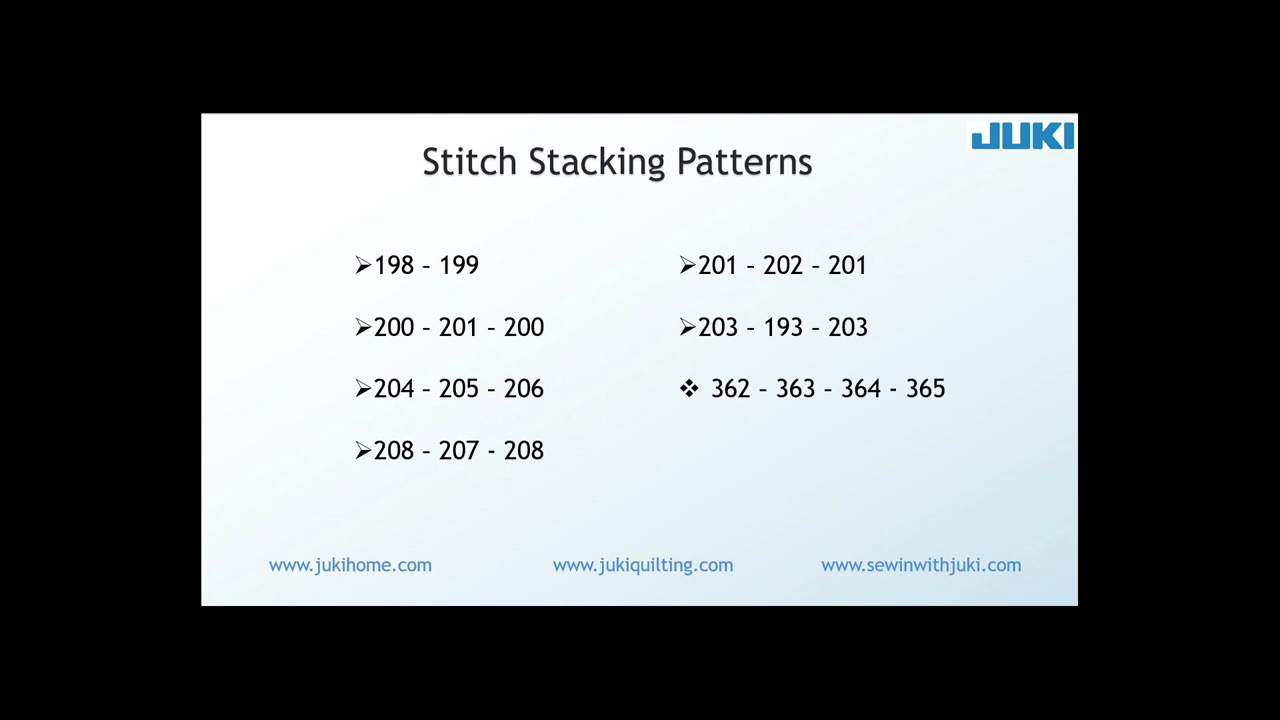 JUKI
Stitch Stacking Patterns
➢198 – 199
➢200 – 201 – 200
➢204 – 205 – 206
➢208 – 207 - 208
➢201 – 202 – 201
➢203 – 193 – 203
❖ 362 – 363 – 364 - 365
www.jukihome.com
www.jukiquilting.com
www.sewinwithjuki.com